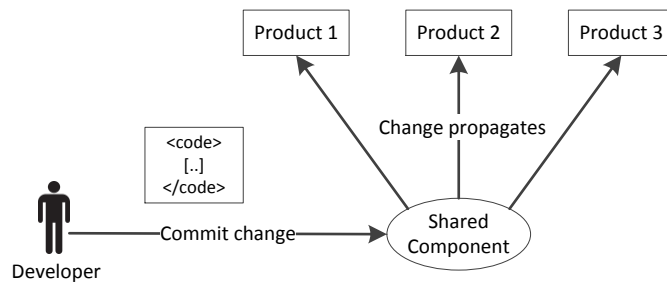 Product 1
Product 2
Product 3
Change propagates
<code>
[..]
</code>
Commit change
Shared
Component
Developer